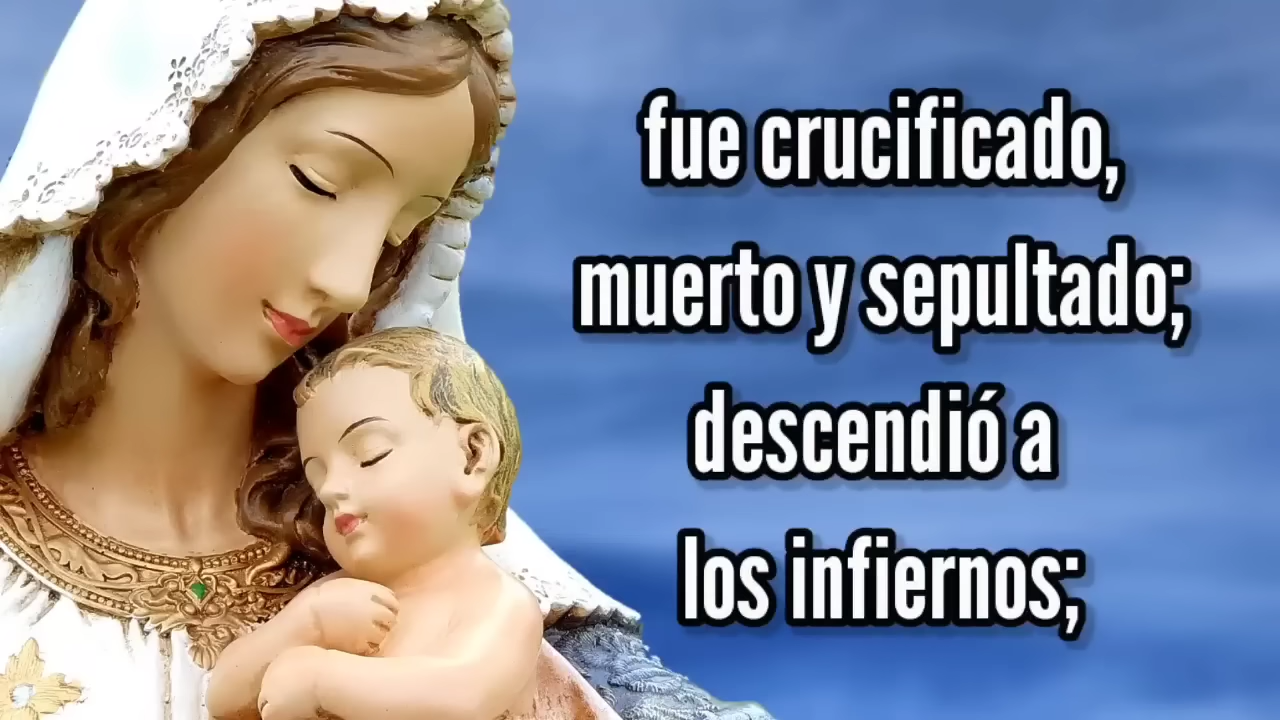 fue crucificado,
muerto y sepultado;
descendió a
los infiernos;